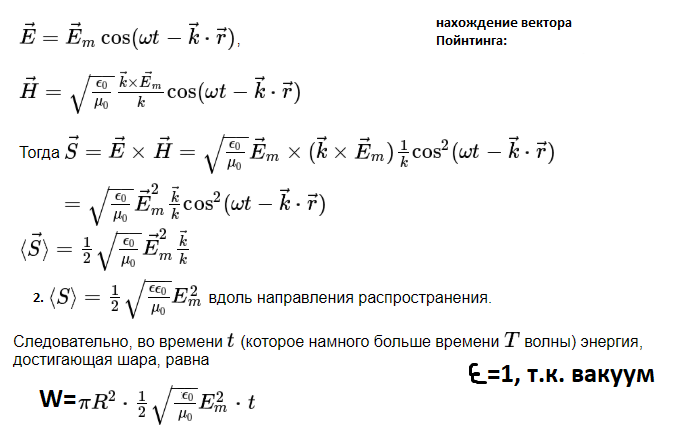 нахождение вектора
Пойнтинга:
$\vec{E} = \vec{E}_m \cos(\omega t - \vec{k} \cdot \vec{r}),$
$\vec{H} = \sqrt{\frac{\epsilon_0}{\mu_0}} \frac{\vec{k} \times \vec{E}_m}{k} \cos(\omega t - \vec{k} \cdot \vec{r})$
Тогда $\vec{S} = \vec{E} \times \vec{H} = \sqrt{\frac{\epsilon_0}{\mu_0}} \vec{E}_m \times (\vec{k} \times \vec{E}_m) \frac{1}{k} \cos^2(\omega t - \vec{k} \cdot \vec{r})$
$= \sqrt{\frac{\epsilon_0}{\mu_0}} \vec{E}_m^2 \frac{\vec{k}}{k} \cos^2(\omega t - \vec{k} \cdot \vec{r})$
$\langle \vec{S} \rangle = \frac{1}{2} \sqrt{\frac{\epsilon_0}{\mu_0}} \vec{E}_m^2 \frac{\vec{k}}{k}$
2. $\langle S \rangle = \frac{1}{2} \sqrt{\frac{\epsilon \epsilon_0}{\mu_0}} E_m^2$ вдоль направления распространения.
Следовательно, во времени $t$ (которое намного больше времени $T$ волны) энергия,
достигающая шара, равна
ξ=1, т.к. вакуум
W=$\pi R^2 \cdot \frac{1}{2} \sqrt{\frac{\epsilon_0}{\mu_0}} E_m^2 \cdot t$